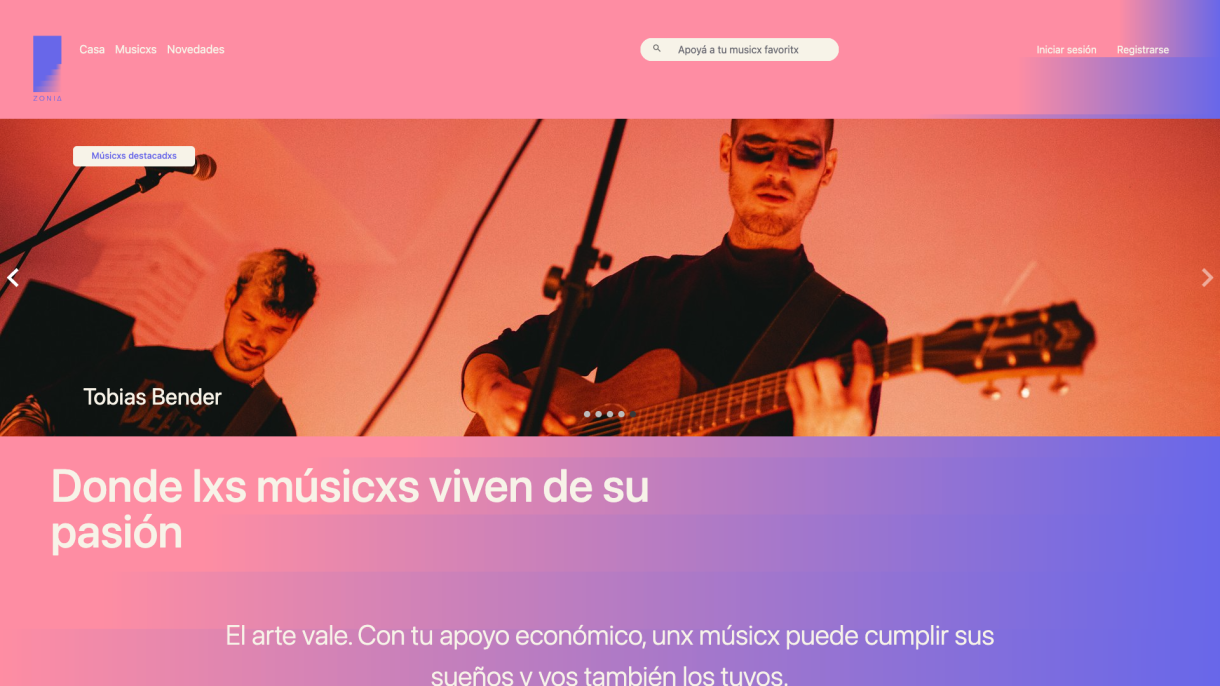 Casa Musicxs Novedades
Apoyá a tu musicx favoritx
Iniciar sesión Registrarse
ZONIA
Músicxs destacadxs
Tobias Bender
Donde lxs músicxs viven de su
pasión
El arte vale. Con tu apoyo económico, unx músicx puede cumplir sus
sueños y vos también los tuyos.